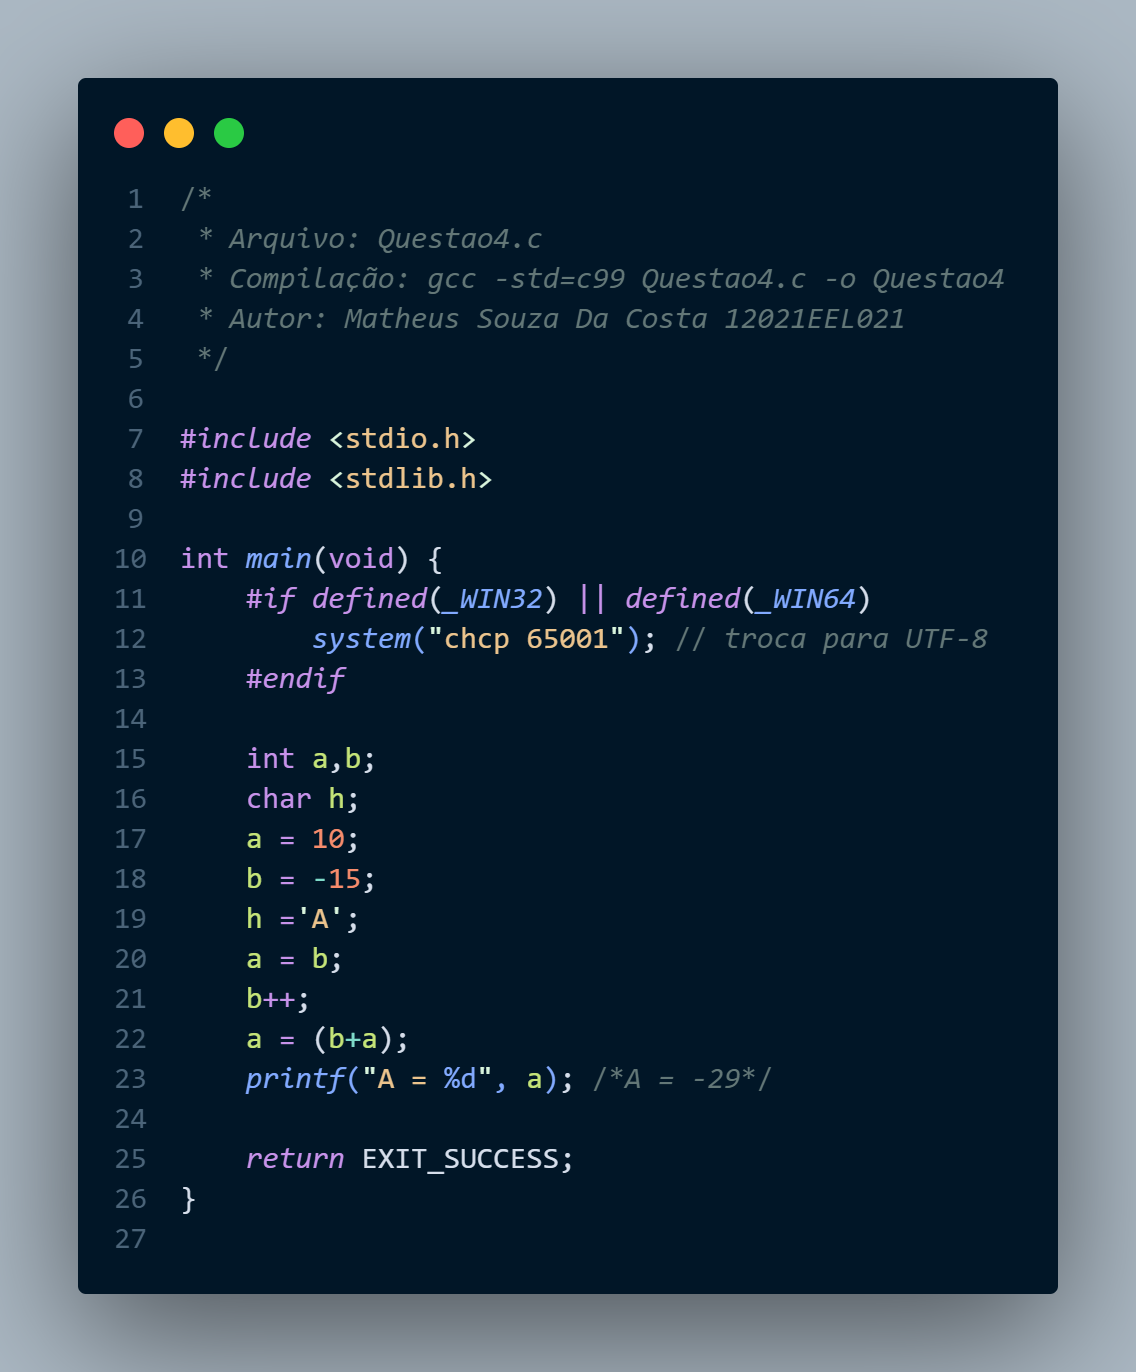 1 /*
2  * Arquivo: Questao4.c
3  * Compilação: gcc -std=c99 Questao4.c -o Questao4
4  * Autor: Matheus Souza Da Costa 12021EEL021
5  */
6
7 #include <stdio.h>
8 #include <stdlib.h>
9
10 int main(void) {
11     #if defined(_WIN32) || defined(_WIN64)
12         system("chcp 65001"); // troca para UTF-8
13     #endif
14
15     int a,b;
16     char h;
17     a = 10;
18     b = -15;
19     h ='A';
20     a = b;
21     b++;
22     a = (b+a);
23     printf("A = %d", a); /*A = -29*/
24
25     return EXIT_SUCCESS;
26 }
27